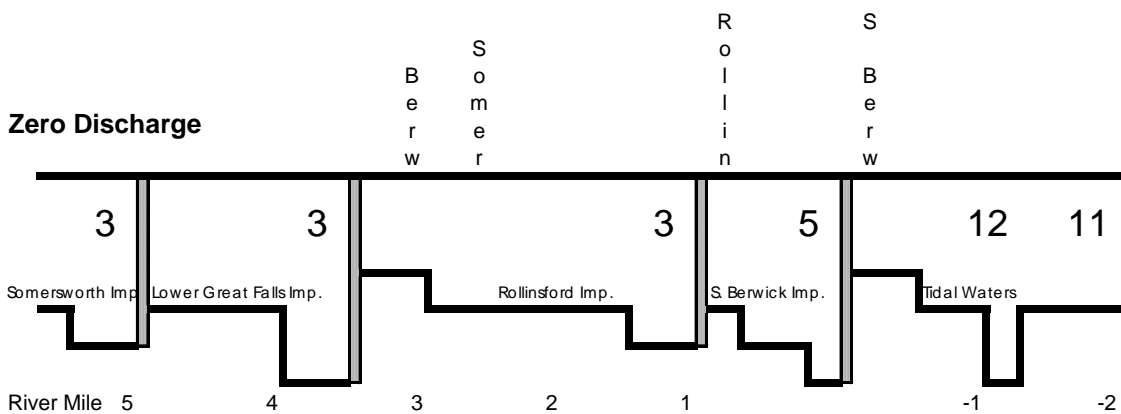 Berw
Somer
Rollin
S Berw
Zero Discharge
3 3 3 5 12 11
Somersworth Imp. Lower Great Falls Imp. Rollinsford Imp. S. Berwick Imp. Tidal Waters
River Mile 5 4 3 2 1 -1 -2